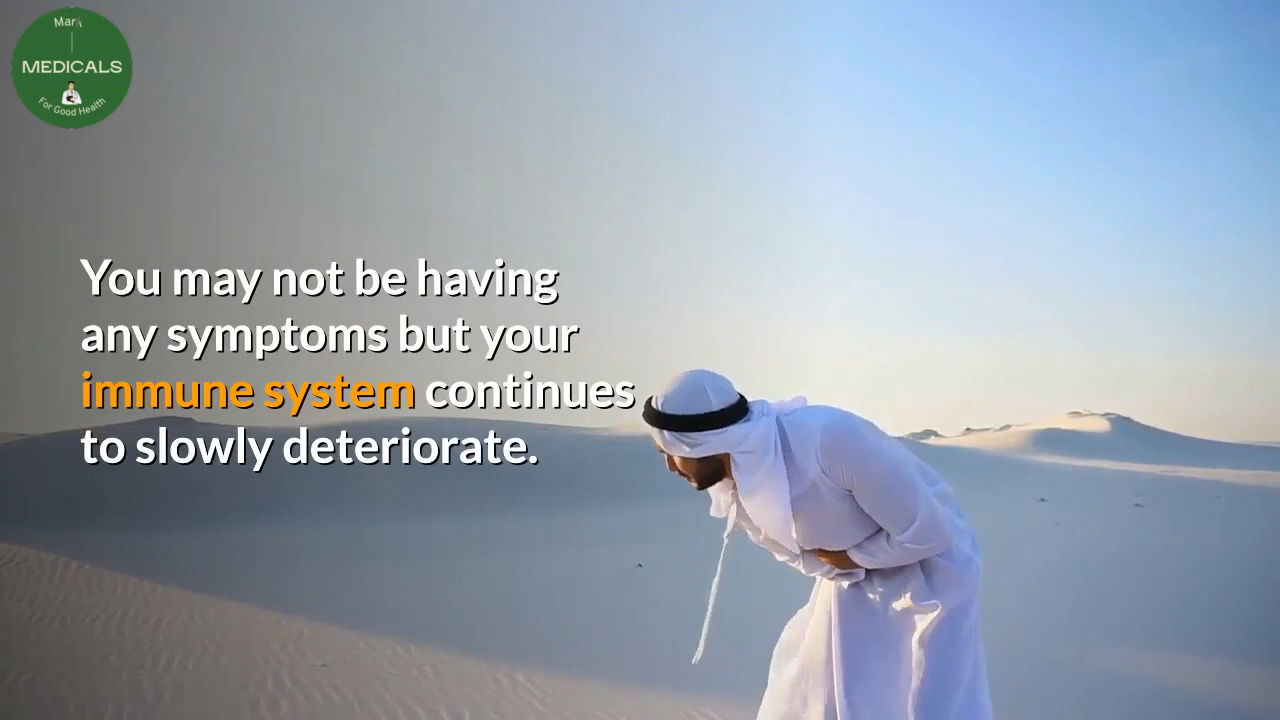 Mark
MEDICALS
For Good Health
You may not be having
any symptoms but your
immune system continues
to slowly deteriorate.